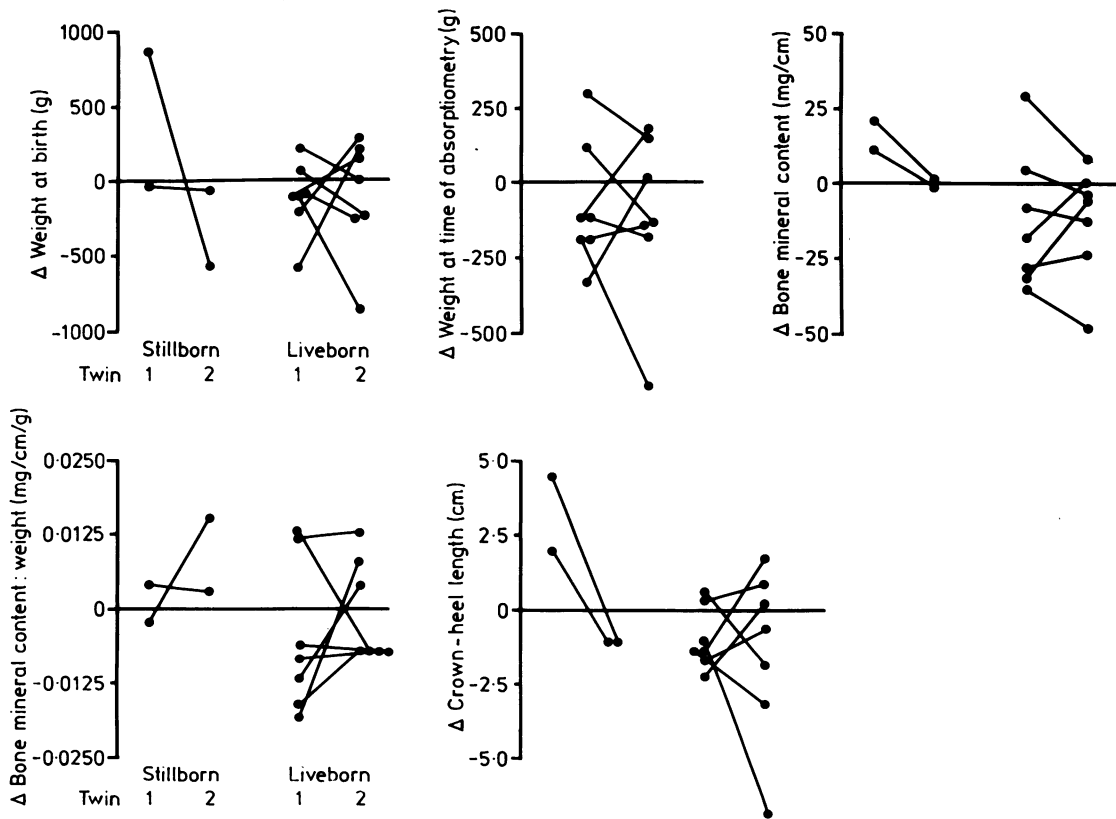 Δ Weight at birth (g)
1000
500
0
-500
-1000
Stillborn Liveborn
Twin 1 2 1 2
Δ Weight at time of absorptiometry (g)
500
250
0
-250
-500
Δ Bone mineral content (mg/cm)
50
25
0
-25
-50
Δ Bone mineral content : weight (mg/cm/g)
0·0250
0·0125
0
-0·0125
-0·0250
Stillborn Liveborn
Twin 1 2 1 2
Δ Crown-heel length (cm)
5·0
2·5
0
-2·5
-5·0